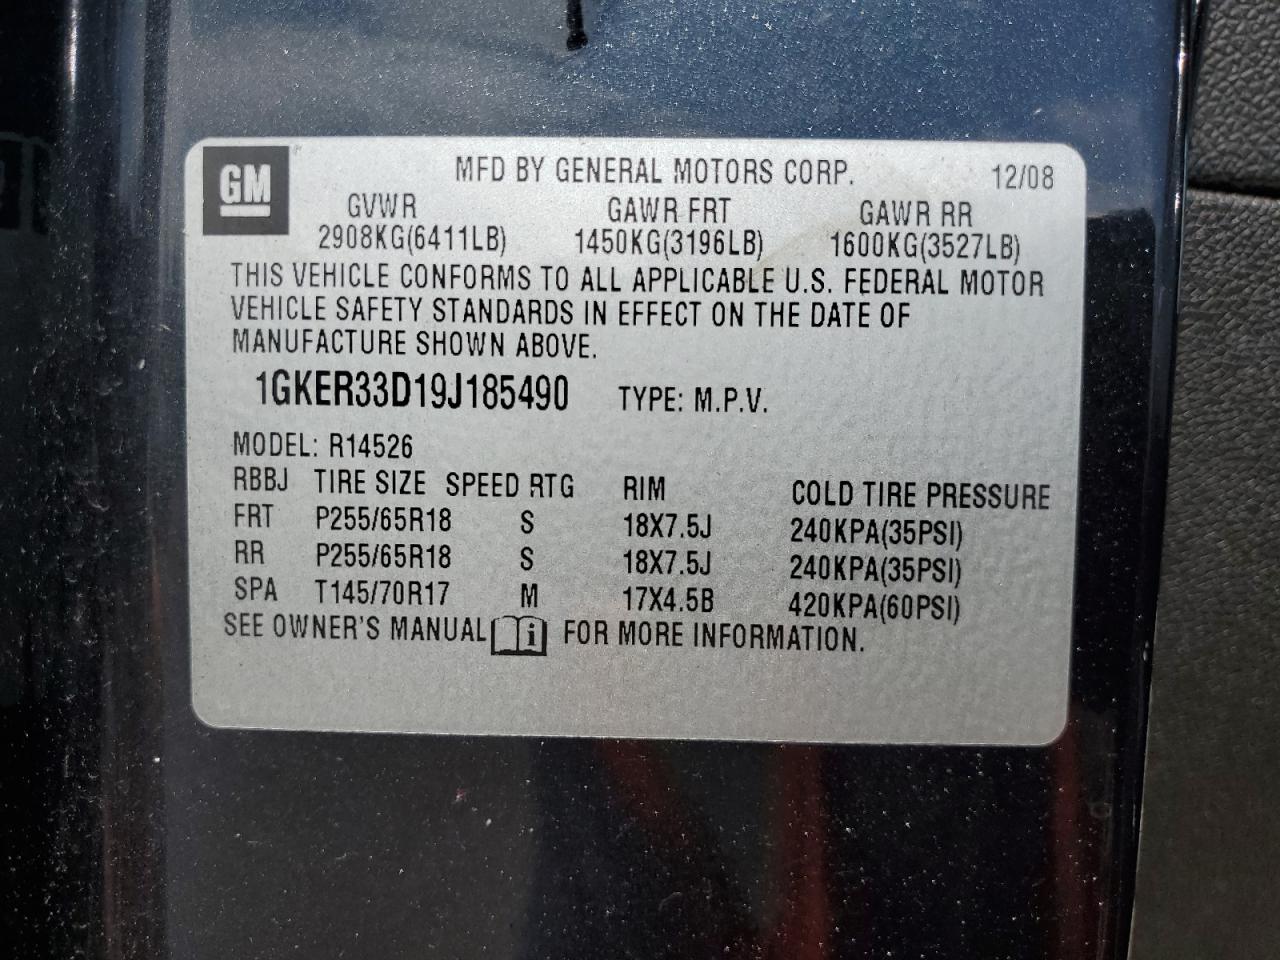 GM
MFD BY GENERAL MOTORS CORP. 12/08
GVWR GAWR FRT GAWR RR
2908KG(6411LB) 1450KG(3196LB) 1600KG(3527LB)
THIS VEHICLE CONFORMS TO ALL APPLICABLE U.S. FEDERAL MOTOR
VEHICLE SAFETY STANDARDS IN EFFECT ON THE DATE OF
MANUFACTURE SHOWN ABOVE.
1GKER33D19J185490 TYPE: M.P.V.
MODEL: R14526
RBBJ TIRE SIZE SPEED RTG RIM COLD TIRE PRESSURE
FRT P255/65R18 S 18X7.5J 240KPA(35PSI)
RR P255/65R18 S 18X7.5J 240KPA(35PSI)
SPA T145/70R17 M 17X4.5B 420KPA(60PSI)
SEE OWNER'S MANUAL i FOR MORE INFORMATION.